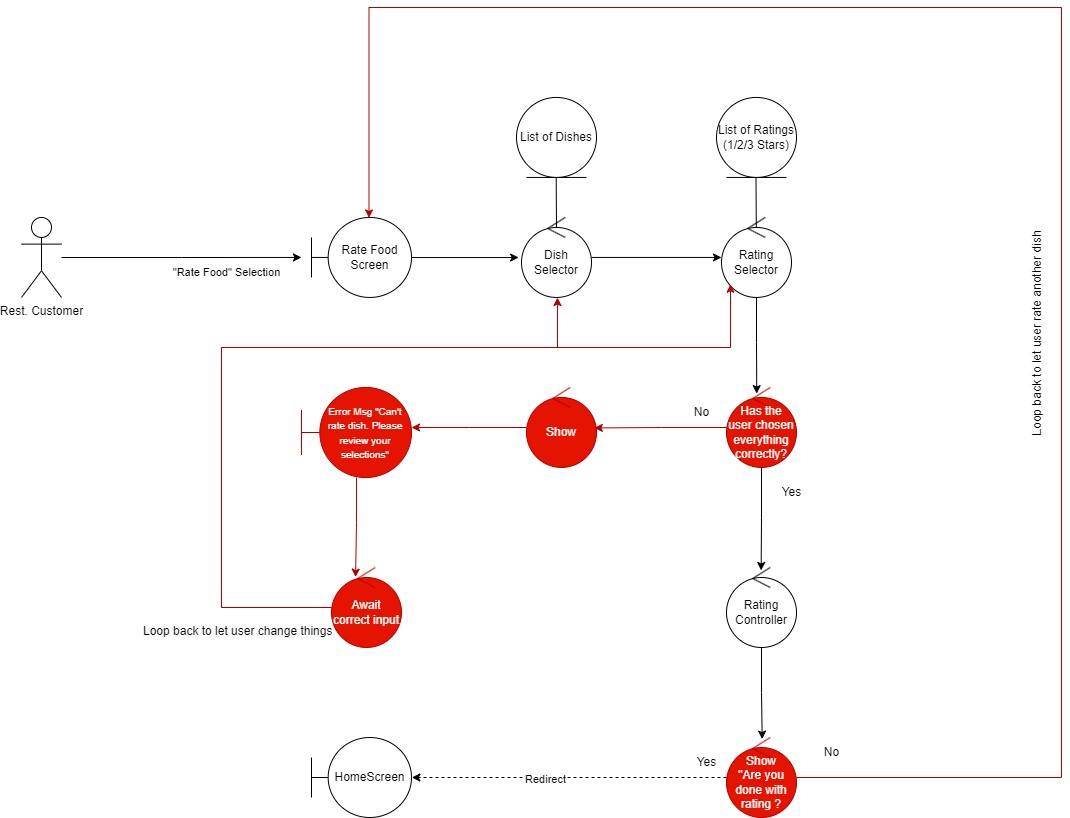 List of Dishes
List of Ratings
(1/2/3 Stars)
Rate Food
Screen
Dish
Selector
Rating
Selector
"Rate Food" Selection
Rest. Customer
Loop back to let user rate another dish
Error Msg "Can't
rate dish. Please
review your
selections"
Show
No
Has the
user chosen
everything
correctly?
Yes
Await
correct input
Loop back to let user change things
Rating
Controller
HomeScreen
Redirect
Yes
Show
"Are you
done with
rating ?
No